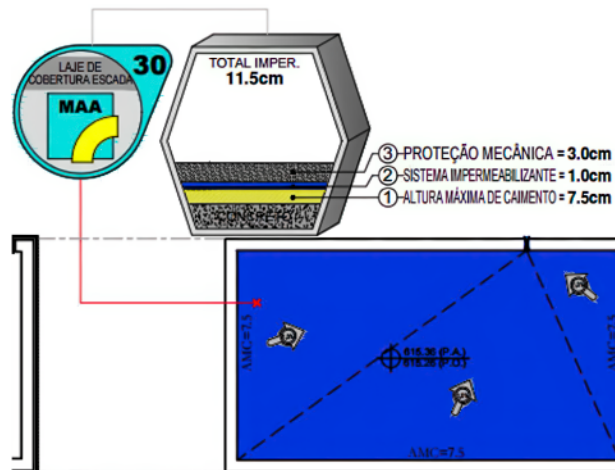 LAJE DE
COBERTURA ESCADA
30
MAA
TOTAL IMPER.
11.5cm
3 PROTEÇÃO MECÂNICA = 3.0cm
2 SISTEMA IMPERMEABILIZANTE = 1.0cm
1 ALTURA MÁXIMA DE CAIMENTO = 7.5cm
CONCRETO
AMC=7.5
AMC=7.5
(P.A.)
AMC=7.5